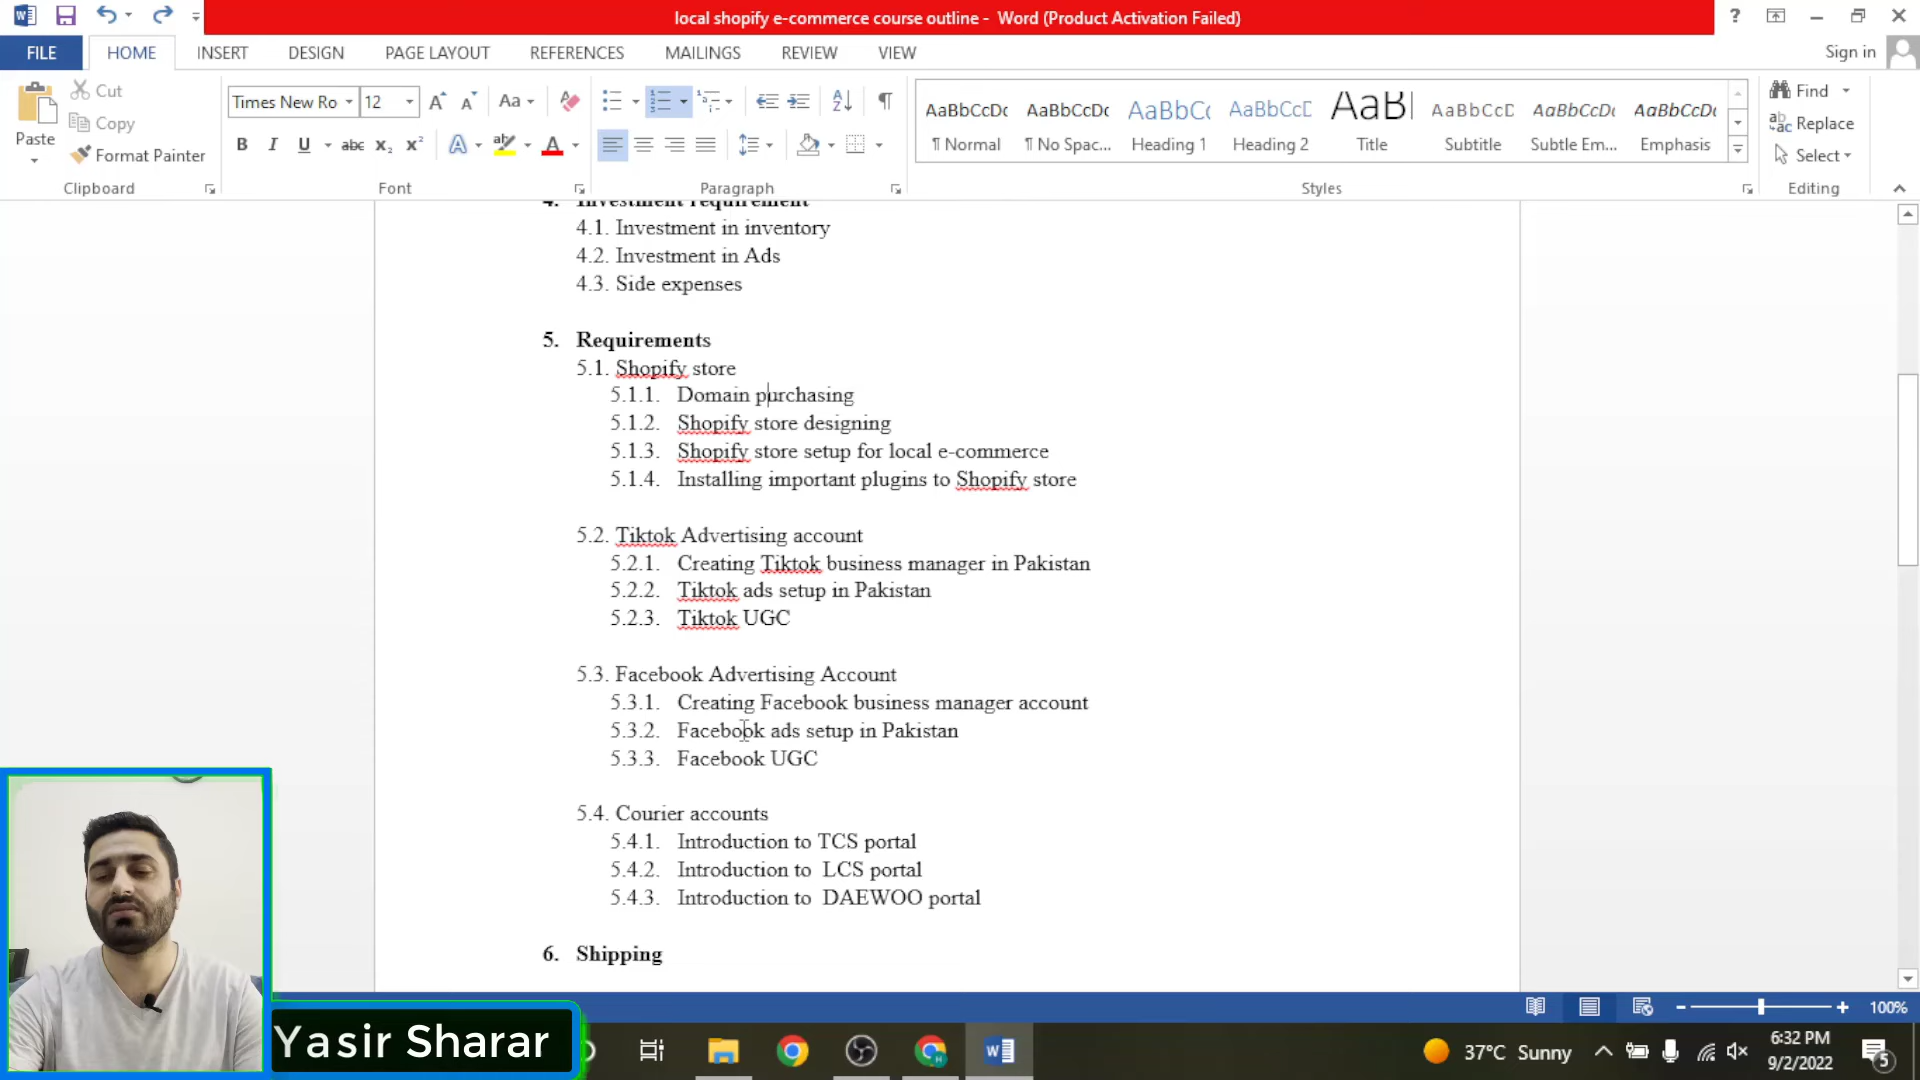 local shopify e-commerce course outline - Word (Product Activation Failed)
FILE HOME INSERT DESIGN PAGE LAYOUT REFERENCES MAILINGS REVIEW VIEW Sign in
Cut
Copy
Format Painter
Paste
Times New Ro 12
AaBbCcDc AaBbCcDc AaBbC AaBbCcD AaB AaBbCcD AaBbCcDc AaBbCcDc
¶ Normal ¶ No Spac... Heading 1 Heading 2 Title Subtitle Subtle Em... Emphasis
Find
Replace
Select
Clipboard Font Paragraph Styles Editing
4. Investment requirement
4.1. Investment in inventory
4.2. Investment in Ads
4.3. Side expenses
5. Requirements
5.1. Shopify store
5.1.1. Domain purchasing
5.1.2. Shopify store designing
5.1.3. Shopify store setup for local e-commerce
5.1.4. Installing important plugins to Shopify store
5.2. Tiktok Advertising account
5.2.1. Creating Tiktok business manager in Pakistan
5.2.2. Tiktok ads setup in Pakistan
5.2.3. Tiktok UGC
5.3. Facebook Advertising Account
5.3.1. Creating Facebook business manager account
5.3.2. Facebook ads setup in Pakistan
5.3.3. Facebook UGC
5.4. Courier accounts
5.4.1. Introduction to TCS portal
5.4.2. Introduction to LCS portal
5.4.3. Introduction to DAEWOO portal
6. Shipping
100%
Yasir Sharar
37°C Sunny
6:32 PM
9/2/2022
5